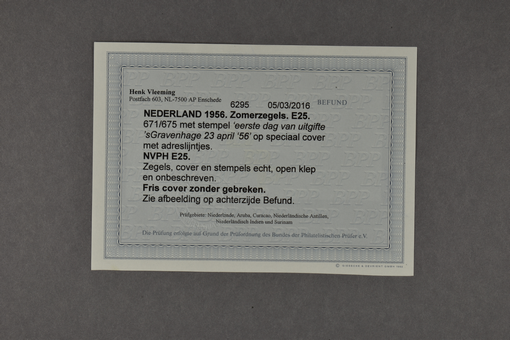 Henk Vleeming
Postfach 603, NL-7500 AP Enschede
6295 05/03/2016 BEFUND
NEDERLAND 1956. Zomerzegels. E25.
671/675 met stempel 'eerste dag van uitgifte
'sGravenhage 23 april '56' op speciaal cover
met adreslijntjes.
NVPH E25.
Zegels, cover en stempels echt, open klep
en onbeschreven.
Fris cover zonder gebreken.
Zie afbeelding op achterzijde Befund.
Prüfgebiete: Niederlande, Aruba, Curacao, Niederländische Antillen,
Niederländisch Indien und Surinam
Die Prüfung erfolgte auf Grund der Prüfordnung des Bundes der Philatelistischen Prüfer e.V.